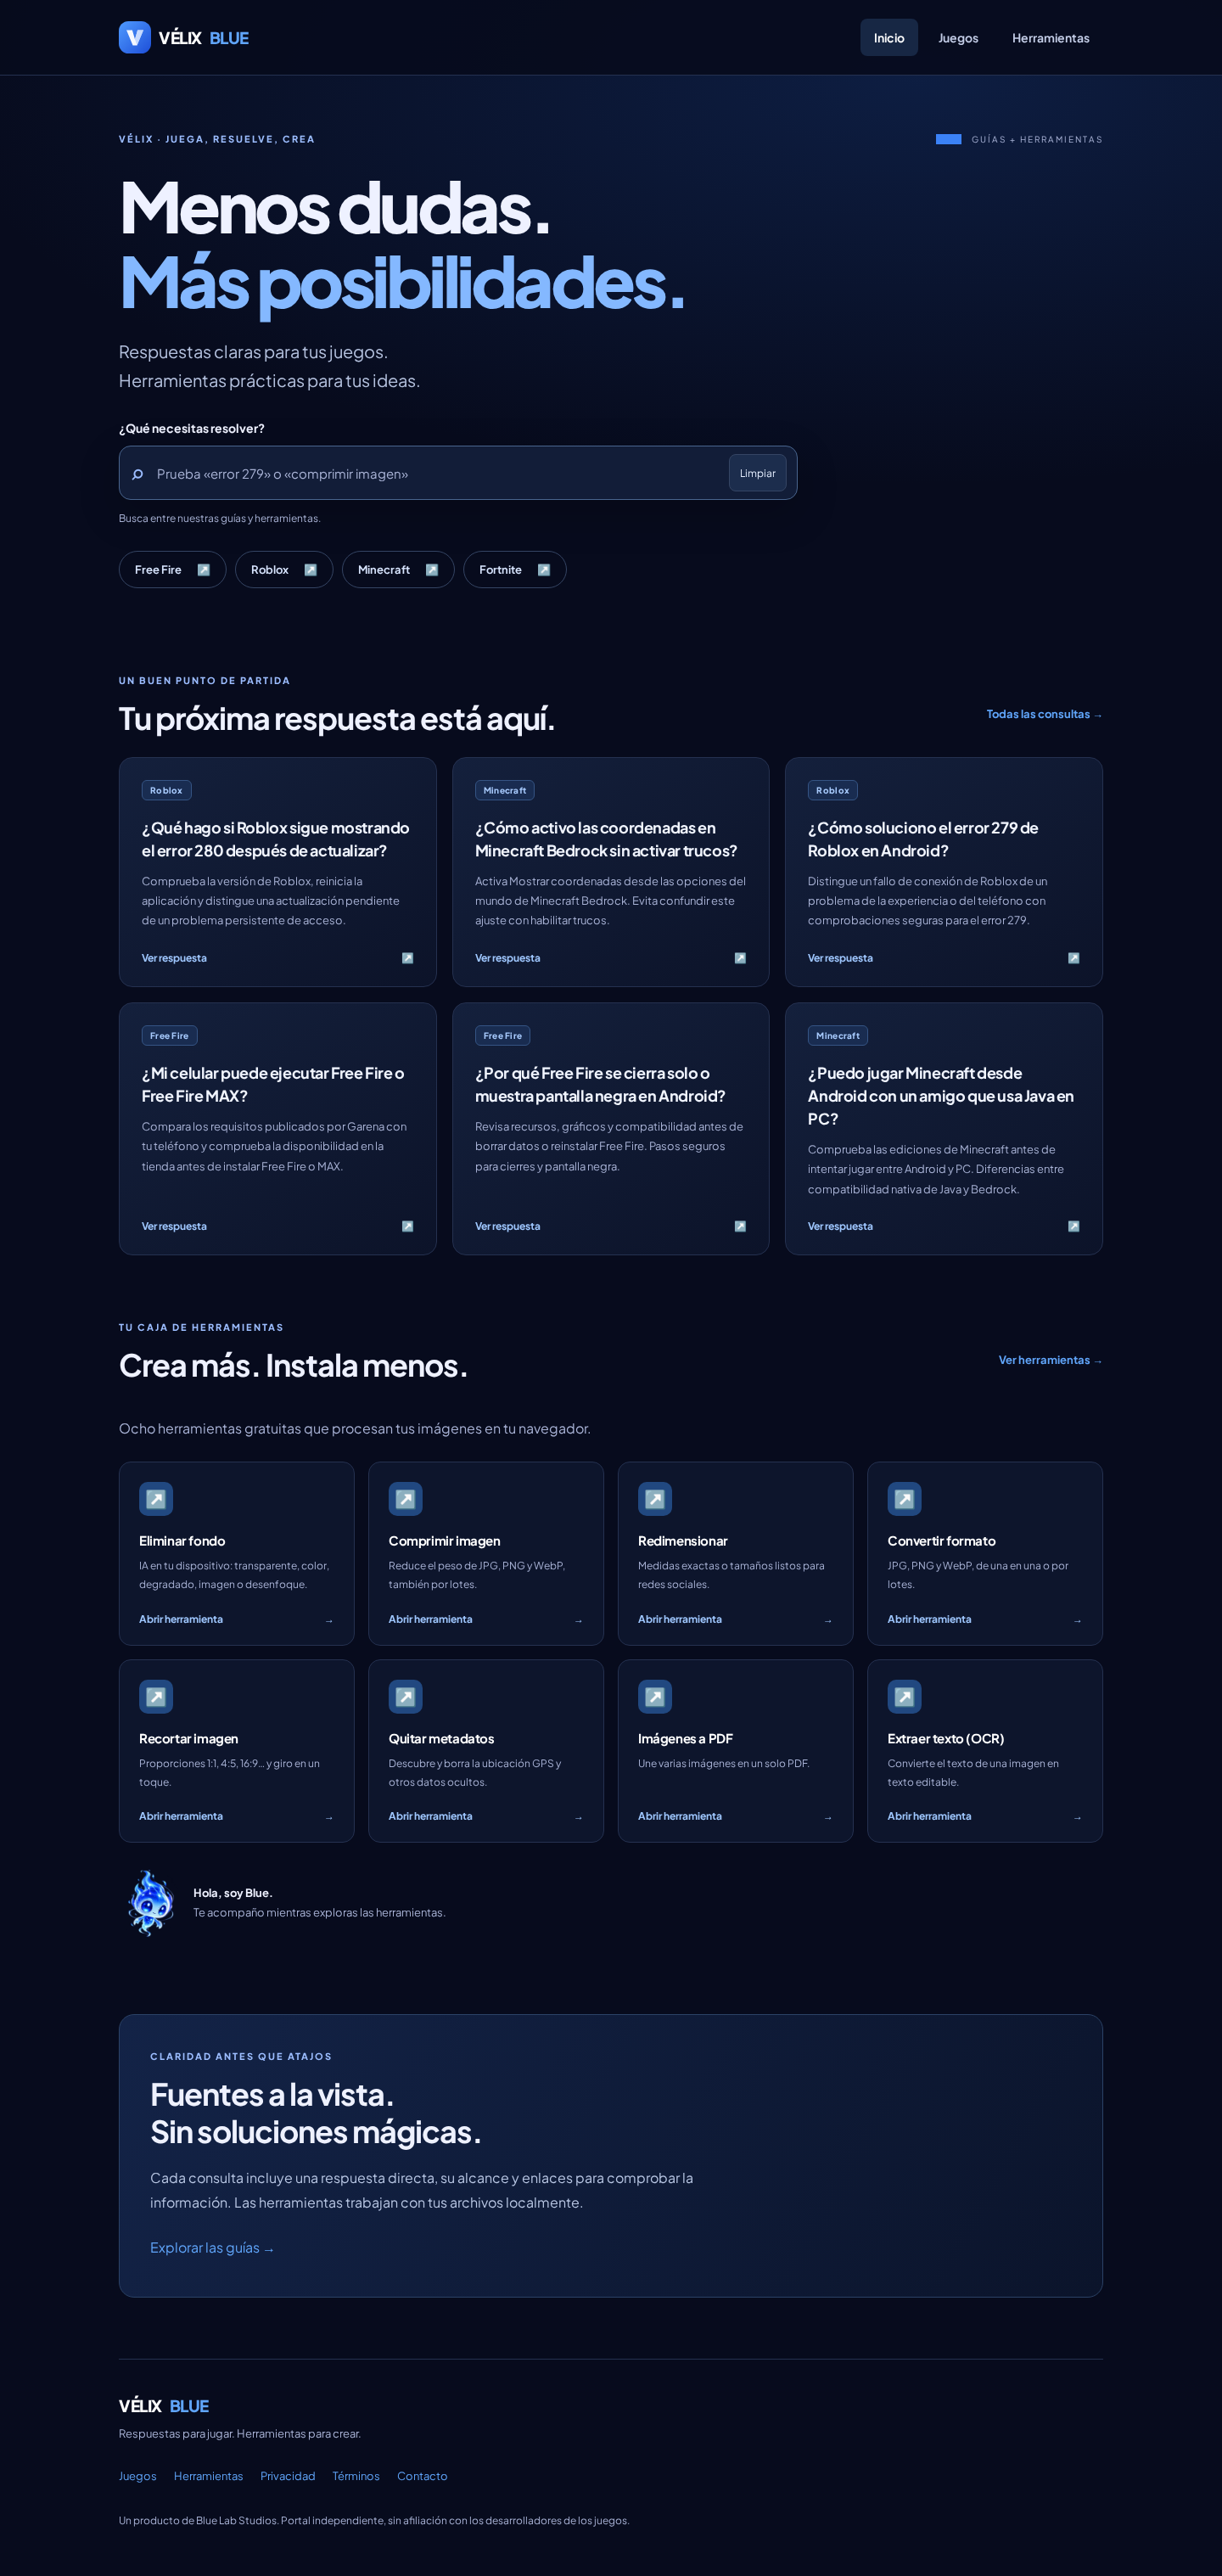 VÉLIX BLUE
Inicio
Juegos
Herramientas
VÉLIX · JUEGA, RESUELVE, CREA
GUÍAS + HERRAMIENTAS
Menos dudas.
Más posibilidades.
Respuestas claras para tus juegos.
Herramientas prácticas para tus ideas.
¿Qué necesitas resolver?
Prueba «error 279» o «comprimir imagen»
Limpiar
Busca entre nuestras guías y herramientas.
Free Fire ↗
Roblox ↗
Minecraft ↗
Fortnite ↗
UN BUEN PUNTO DE PARTIDA
Tu próxima respuesta está aquí.
Todas las consultas →
Roblox
¿Qué hago si Roblox sigue mostrando
el error 280 después de actualizar?
Comprueba la versión de Roblox, reinicia la
aplicación y distingue una actualización pendiente
de un problema persistente de acceso.
Ver respuesta ↗
Minecraft
¿Cómo activo las coordenadas en
Minecraft Bedrock sin activar trucos?
Activa Mostrar coordenadas desde las opciones del
mundo de Minecraft Bedrock. Evita confundir este
ajuste con habilitar trucos.
Ver respuesta ↗
Roblox
¿Cómo soluciono el error 279 de
Roblox en Android?
Distingue un fallo de conexión de Roblox de un
problema de la experiencia o del teléfono con
comprobaciones seguras para el error 279.
Ver respuesta ↗
Free Fire
¿Mi celular puede ejecutar Free Fire o
Free Fire MAX?
Compara los requisitos publicados por Garena con
tu teléfono y comprueba la disponibilidad en la
tienda antes de instalar Free Fire o MAX.
Ver respuesta ↗
Free Fire
¿Por qué Free Fire se cierra solo o
muestra pantalla negra en Android?
Revisa recursos, gráficos y compatibilidad antes de
borrar datos o reinstalar Free Fire. Pasos seguros
para cierres y pantalla negra.
Ver respuesta ↗
Minecraft
¿Puedo jugar Minecraft desde
Android con un amigo que usa Java en
PC?
Comprueba las ediciones de Minecraft antes de
intentar jugar entre Android y PC. Diferencias entre
compatibilidad nativa de Java y Bedrock.
Ver respuesta ↗
TU CAJA DE HERRAMIENTAS
Crea más. Instala menos.
Ver herramientas →
Ocho herramientas gratuitas que procesan tus imágenes en tu navegador.
↗
Eliminar fondo
IA en tu dispositivo: transparente, color,
degradado, imagen o desenfoque.
Abrir herramienta →
↗
Comprimir imagen
Reduce el peso de JPG, PNG y WebP,
también por lotes.
Abrir herramienta →
↗
Redimensionar
Medidas exactas o tamaños listos para
redes sociales.
Abrir herramienta →
↗
Convertir formato
JPG, PNG y WebP, de una en una o por
lotes.
Abrir herramienta →
↗
Recortar imagen
Proporciones 1:1, 4:5, 16:9… y giro en un
toque.
Abrir herramienta →
↗
Quitar metadatos
Descubre y borra la ubicación GPS y
otros datos ocultos.
Abrir herramienta →
↗
Imágenes a PDF
Une varias imágenes en un solo PDF.
Abrir herramienta →
↗
Extraer texto (OCR)
Convierte el texto de una imagen en
texto editable.
Abrir herramienta →
Hola, soy Blue.
Te acompaño mientras exploras las herramientas.
CLARIDAD ANTES QUE ATAJOS
Fuentes a la vista.
Sin soluciones mágicas.
Cada consulta incluye una respuesta directa, su alcance y enlaces para comprobar la
información. Las herramientas trabajan con tus archivos localmente.
Explorar las guías →
VÉLIX BLUE
Respuestas para jugar. Herramientas para crear.
Juegos Herramientas Privacidad Términos Contacto
Un producto de Blue Lab Studios. Portal independiente, sin afiliación con los desarrolladores de los juegos.